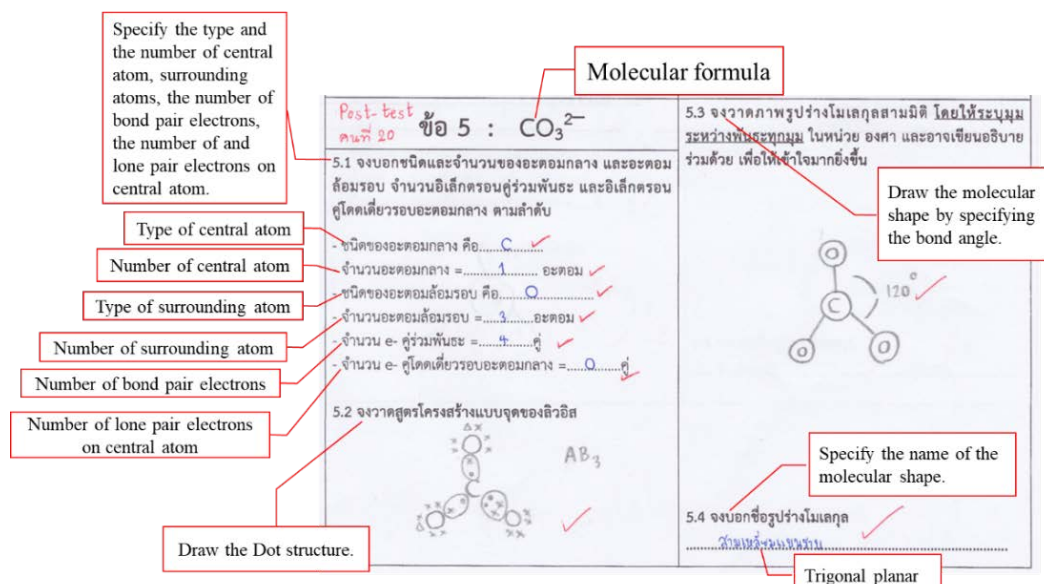 Specify the type and
the number of central
atom, surrounding
atoms, the number of
bond pair electrons,
the number of and
lone pair electrons on
central atom.
Molecular formula
Post-test
คนที่ 20
ข้อ 5 : CO₃²⁻
5.1 จงบอกชนิดและจำนวนของอะตอมกลาง และอะตอม
ล้อมรอบ จำนวนอิเล็กตรอนคู่ร่วมพันธะ และอิเล็กตรอน
คู่โดดเดี่ยวรอบอะตอมกลาง ตามลำดับ
Type of central atom
- ชนิดของอะตอมกลาง คือ.....C.....
Number of central atom
- จำนวนอะตอมกลาง =.....1..... อะตอม
Type of surrounding atom
- ชนิดของอะตอมล้อมรอบ คือ.....O.....
Number of surrounding atom
- จำนวนอะตอมล้อมรอบ =.....3.....อะตอม
Number of bond pair electrons
- จำนวน e- คู่ร่วมพันธะ =.....4.....คู่
Number of lone pair electrons
on central atom
- จำนวน e- คู่โดดเดี่ยวรอบอะตอมกลาง =.....0.....คู่
5.2 จงวาดสูตรโครงสร้างแบบจุดของลิวอิส
AB₃
C
O
O
O
Draw the Dot structure.
5.3 จงวาดภาพรูปร่างโมเลกุลสามมิติ โดยให้ระบุมุม
ระหว่างพันธะทุกมุม ในหน่วย องศา และอาจเขียนอธิบาย
ร่วมด้วย เพื่อให้เข้าใจมากยิ่งขึ้น
Draw the molecular
shape by specifying
the bond angle.
O
120°
C
O
O
Specify the name of the
molecular shape.
5.4 จงบอกชื่อรูปร่างโมเลกุล
สามเหลี่ยมแบนราบ
Trigonal planar